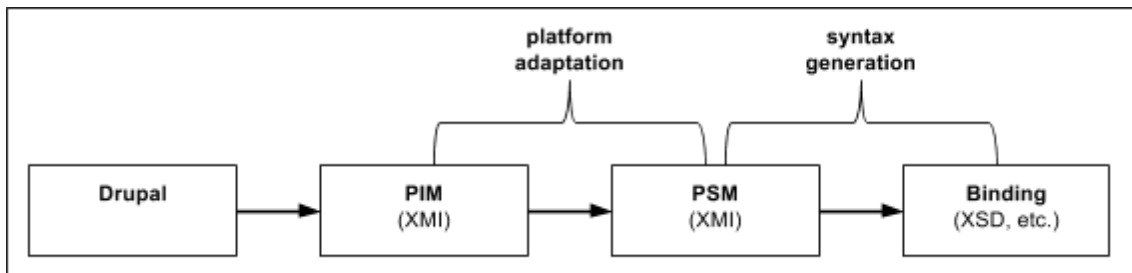 platform
adaptation
syntax
generation
Drupal
PIM
(XMI)
PSM
(XMI)
Binding
(XSD, etc.)